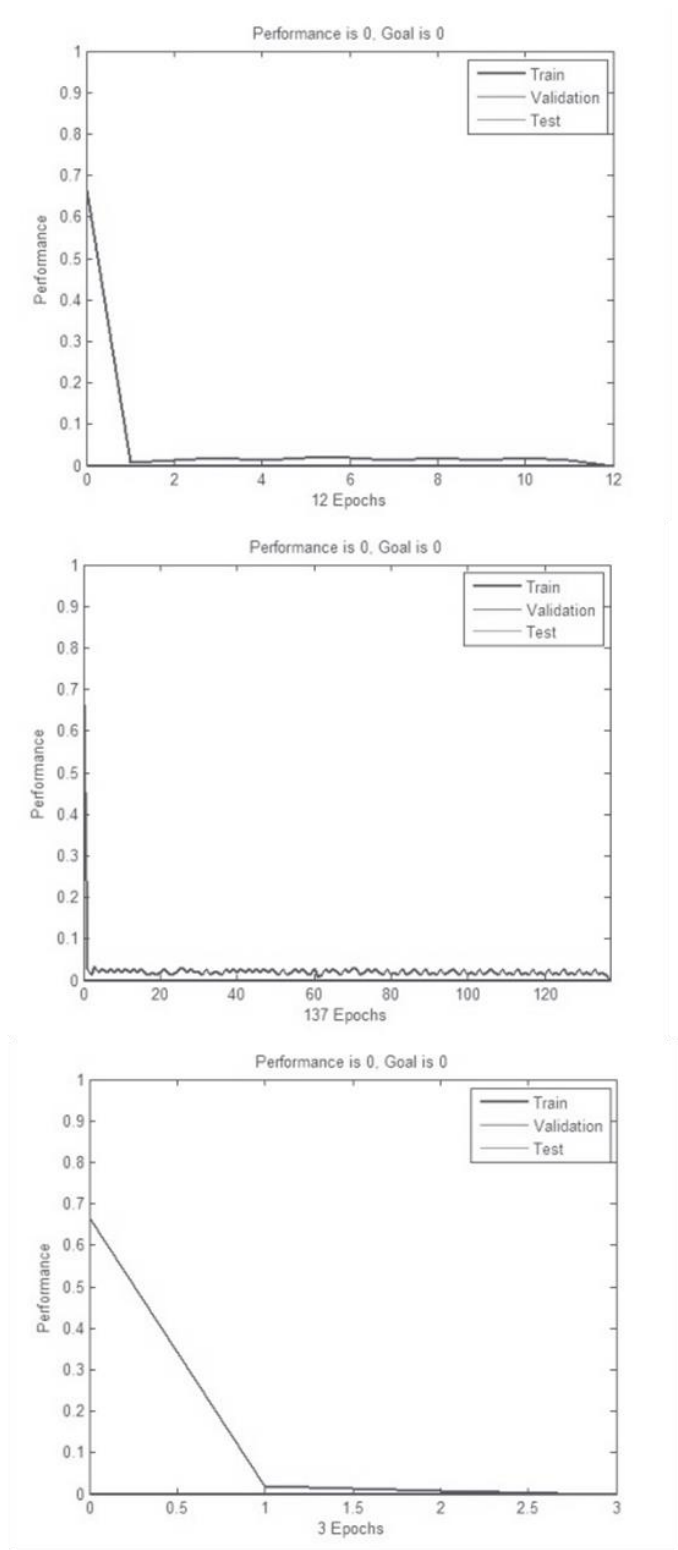 Performance is 0, Goal is 0
1
0.9
0.8
0.7
0.6
0.5
0.4
0.3
0.2
0.1
0
Performance
Train
Validation
Test
0 2 4 6 8 10 12
12 Epochs
Performance is 0, Goal is 0
1
0.9
0.8
0.7
0.6
0.5
0.4
0.3
0.2
0.1
0
Performance
Train
Validation
Test
0 20 40 60 80 100 120
137 Epochs
Performance is 0, Goal is 0
1
0.9
0.8
0.7
0.6
0.5
0.4
0.3
0.2
0.1
0
Performance
Train
Validation
Test
0 0.5 1 1.5 2 2.5 3
3 Epochs